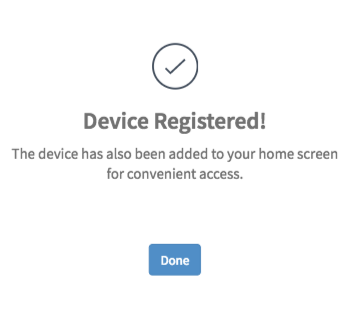 Device Registered!
The device has also been added to your home screen
for convenient access.
Done